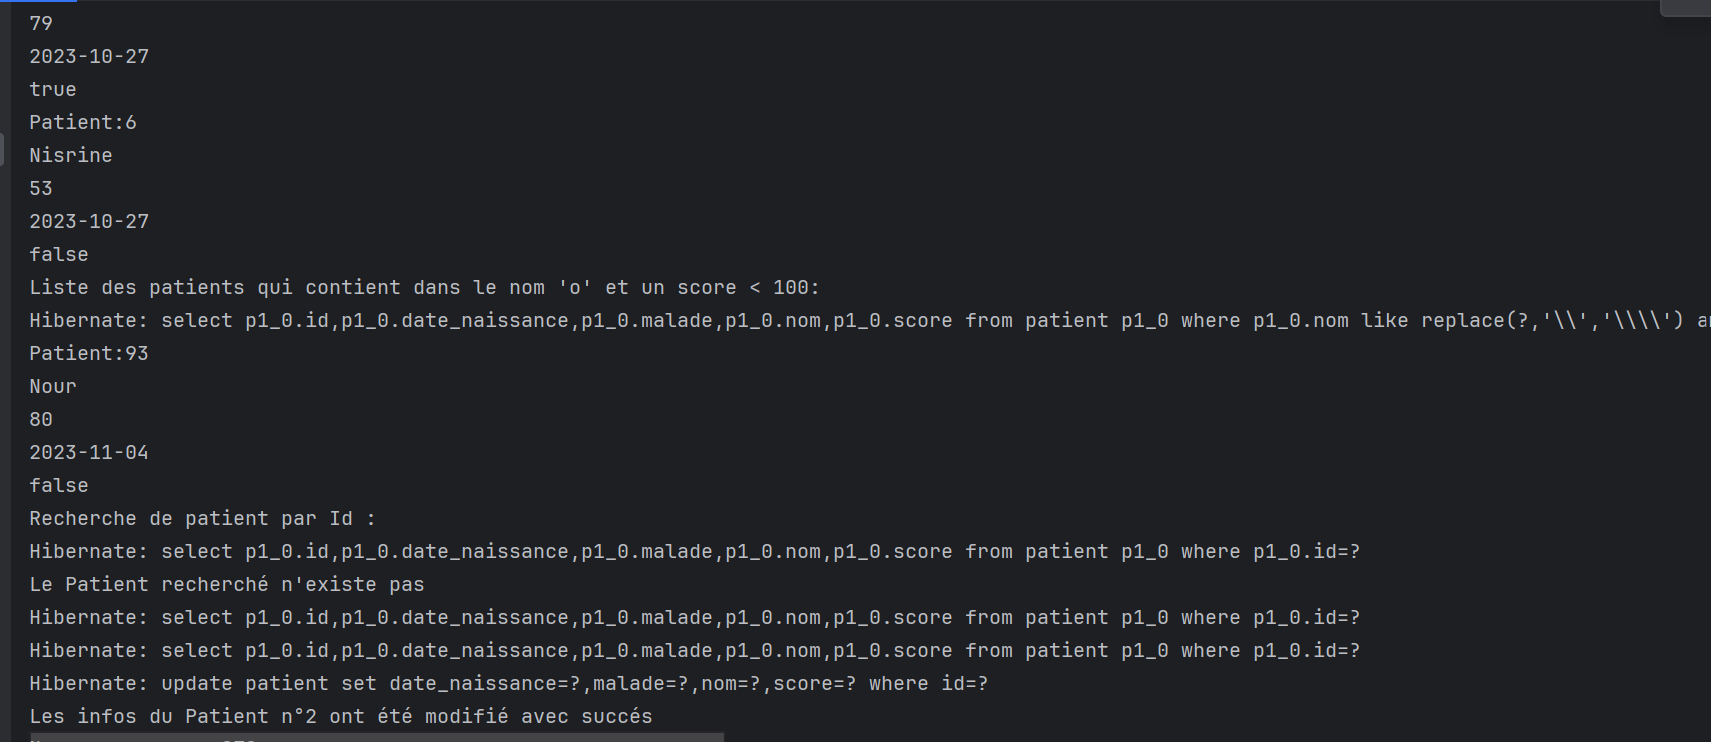 79
2023-10-27
true
Patient:6
Nisrine
53
2023-10-27
false
Liste des patients qui contient dans le nom 'o' et un score < 100:
Hibernate: select p1_0.id,p1_0.date_naissance,p1_0.malade,p1_0.nom,p1_0.score from patient p1_0 where p1_0.nom like replace(?,'\\','\\\\')
Patient:93
Nour
80
2023-11-04
false
Recherche de patient par Id :
Hibernate: select p1_0.id,p1_0.date_naissance,p1_0.malade,p1_0.nom,p1_0.score from patient p1_0 where p1_0.id=?
Le Patient recherché n'existe pas
Hibernate: select p1_0.id,p1_0.date_naissance,p1_0.malade,p1_0.nom,p1_0.score from patient p1_0 where p1_0.id=?
Hibernate: select p1_0.id,p1_0.date_naissance,p1_0.malade,p1_0.nom,p1_0.score from patient p1_0 where p1_0.id=?
Hibernate: update patient set date_naissance=?,malade=?,nom=?,score=? where id=?
Les infos du Patient n°2 ont été modifié avec succés